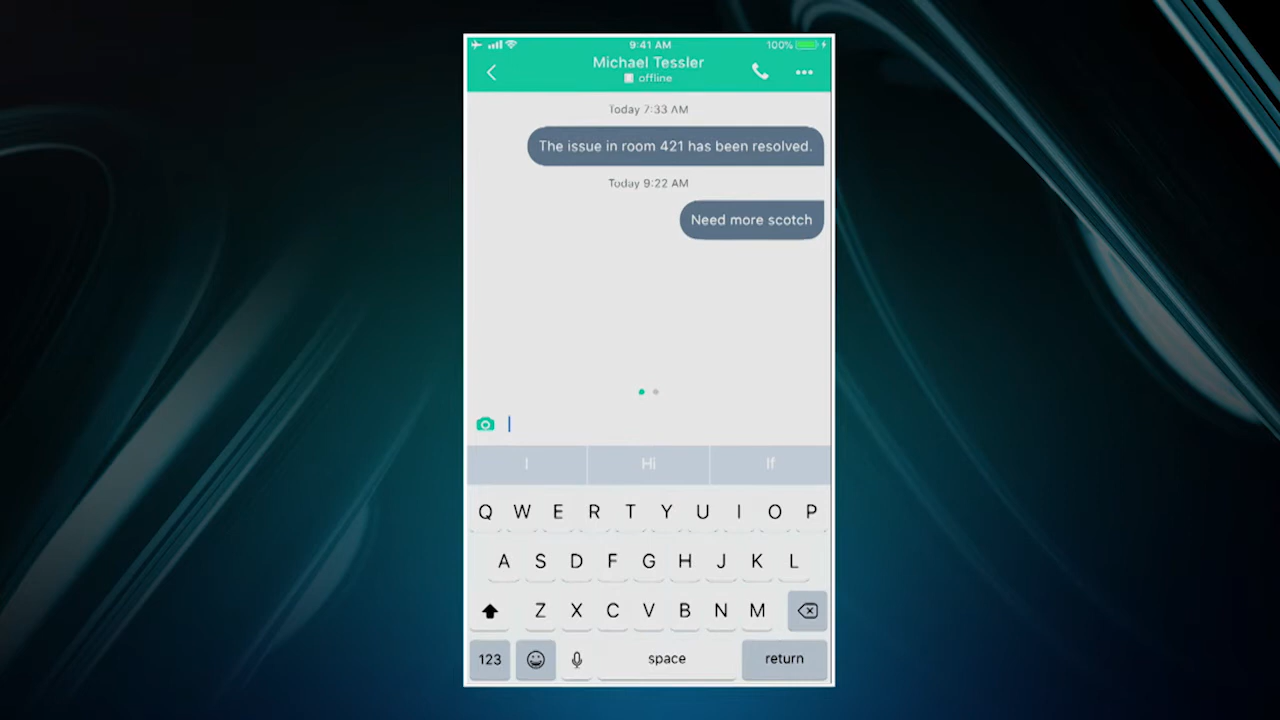 9:41 AM
100%
Michael Tessler
offline
Today 7:33 AM
The issue in room 421 has been resolved.
Today 9:22 AM
Need more scotch
I Hi If
Q W E R T Y U I O P
A S D F G H J K L
Z X C V B N M
123 space return